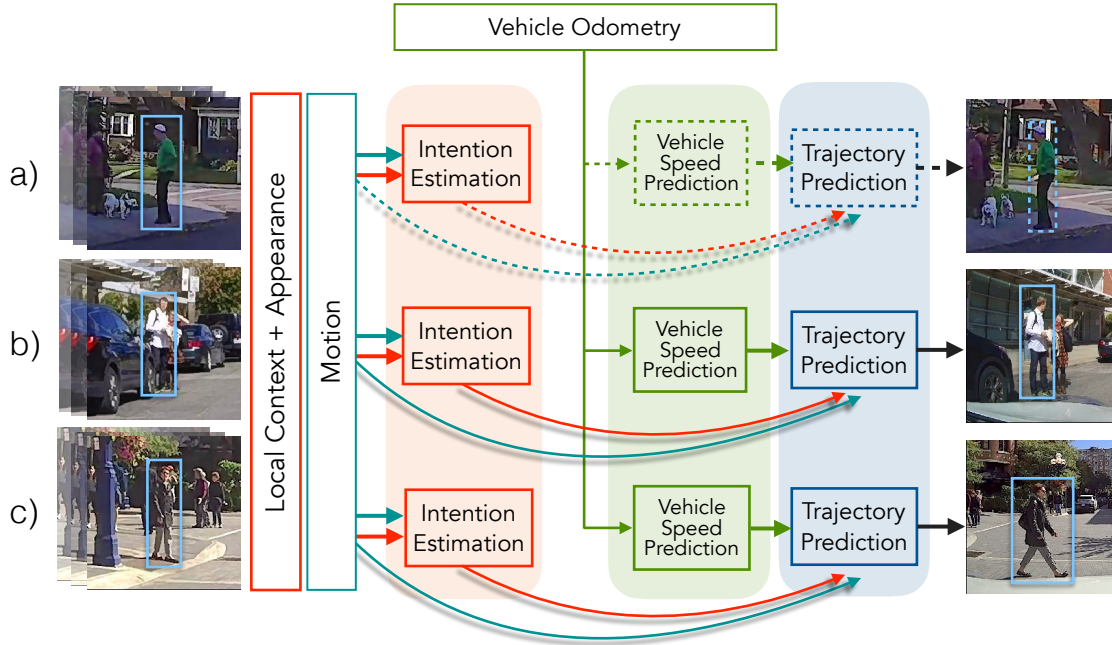 Vehicle Odometry
a)
Local Context + Appearance
Motion
Intention
Estimation
Vehicle
Speed
Prediction
Trajectory
Prediction
b)
Intention
Estimation
Vehicle
Speed
Prediction
Trajectory
Prediction
c)
Intention
Estimation
Vehicle
Speed
Prediction
Trajectory
Prediction